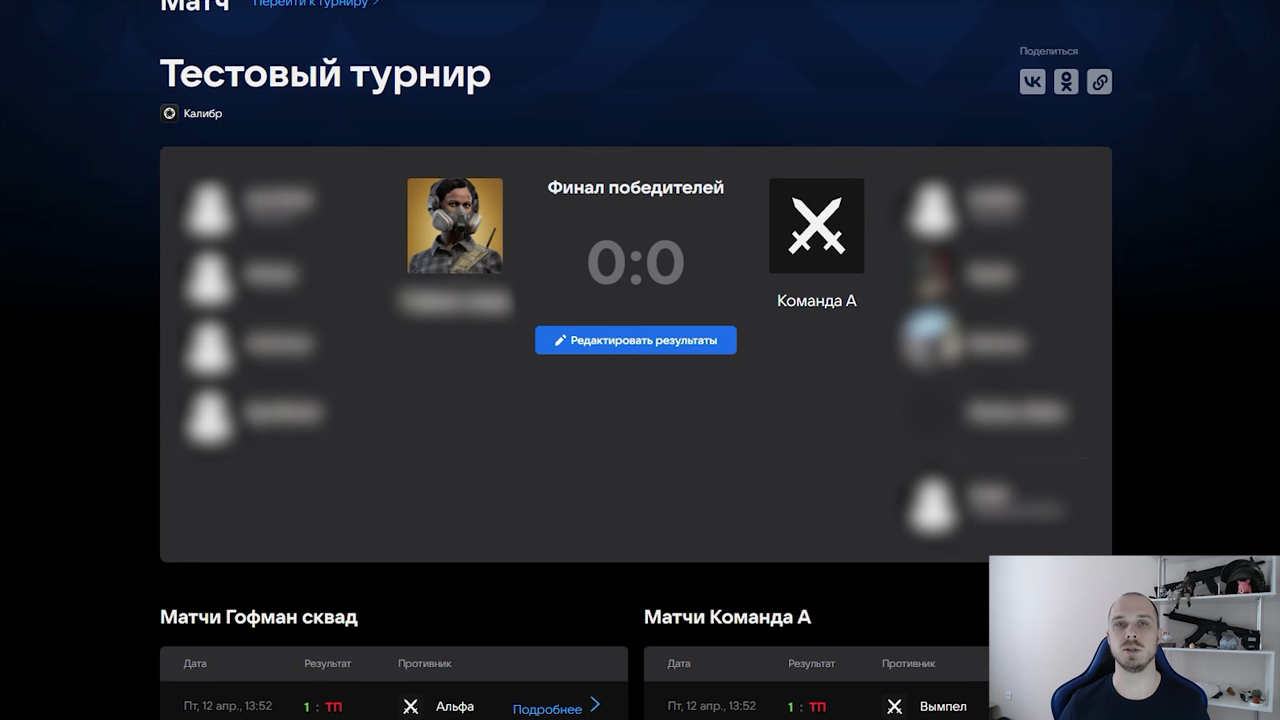 Матч
Перейти к турниру >
Поделиться
Тестовый турнир
Калибр
Финал победителей
0:0
Команда А
Редактировать результаты
Матчи Гофман сквад
Дата Результат Противник
Пт, 12 апр., 13:52 1 : ТП Альфа Подробнее
Матчи Команда А
Дата Результат Противник
Пт, 12 апр., 13:52 1 : ТП Вымпел